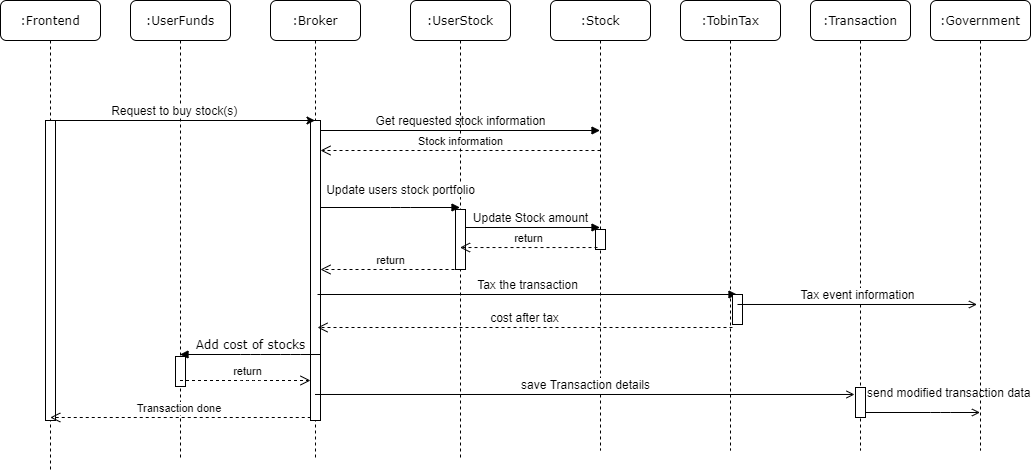 :Frontend
:UserFunds
:Broker
:UserStock
:Stock
:TobinTax
:Transaction
:Government
Request to buy stock(s)
Get requested stock information
Stock information
Update users stock portfolio
Update Stock amount
return
return
Tax the transaction
Tax event information
cost after tax
Add cost of stocks
return
save Transaction details
send modified transaction data
Transaction done